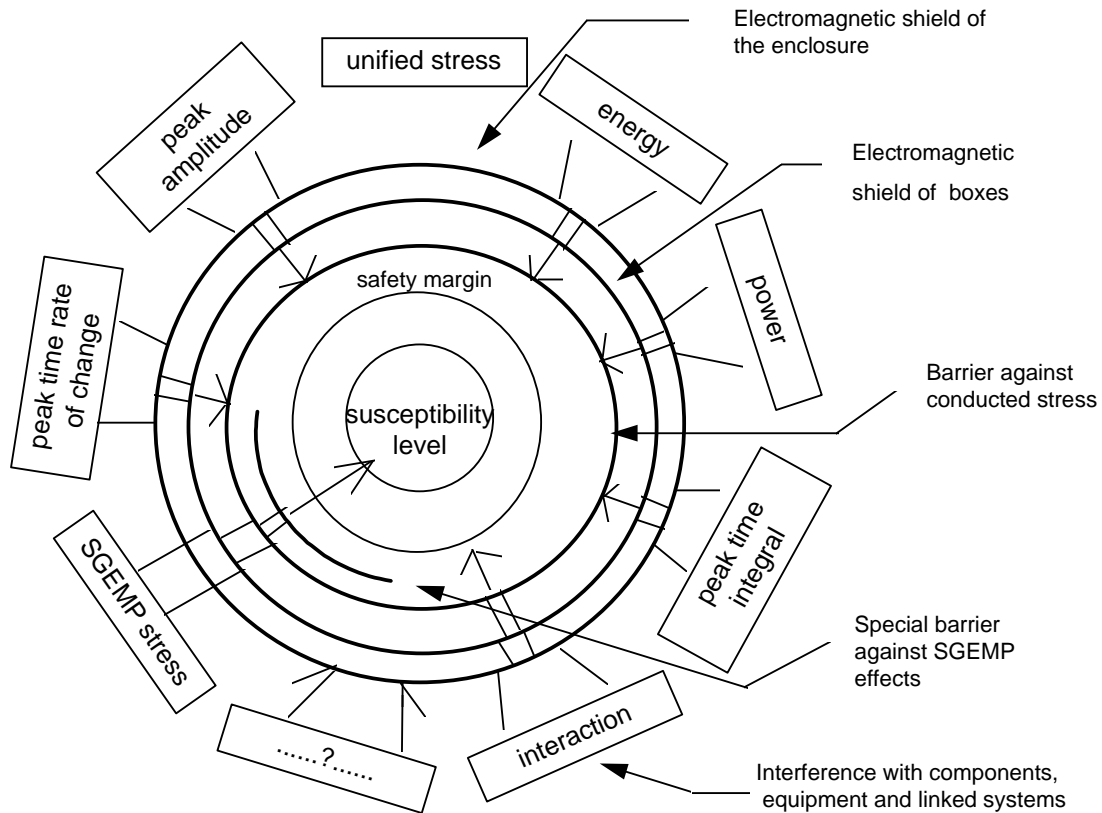 Electromagnetic shield of
the enclosure
unified stress
peak
amplitude
energy
Electromagnetic
shield of boxes
safety margin
power
peak time rate
of change
Barrier against
conducted stress
susceptibility
level
peak time
integral
SGEMP stress
Special barrier
against SGEMP
effects
interaction
......?......
Interference with components,
equipment and linked systems